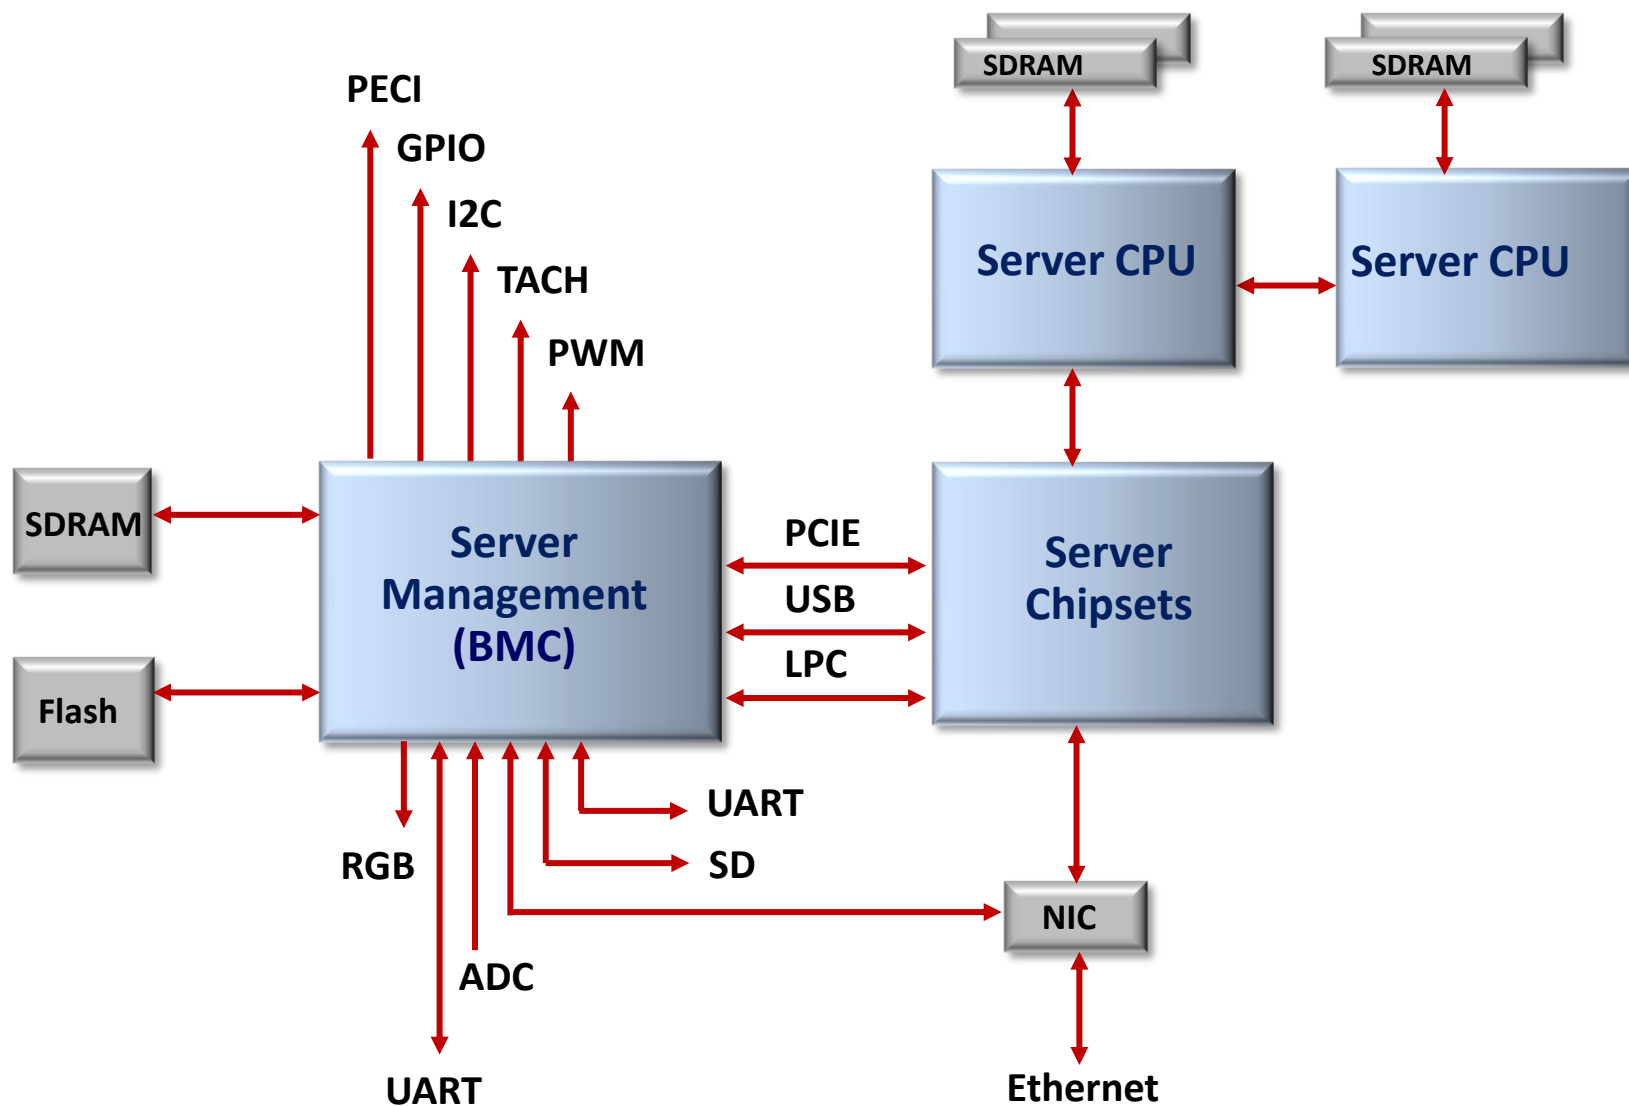 SDRAM
SDRAM
PECI
GPIO
I2C
TACH
PWM
Server CPU
Server CPU
SDRAM
Flash
Server
Management
(BMC)
PCIE
USB
LPC
Server
Chipsets
UART
SD
RGB
NIC
ADC
UART
Ethernet